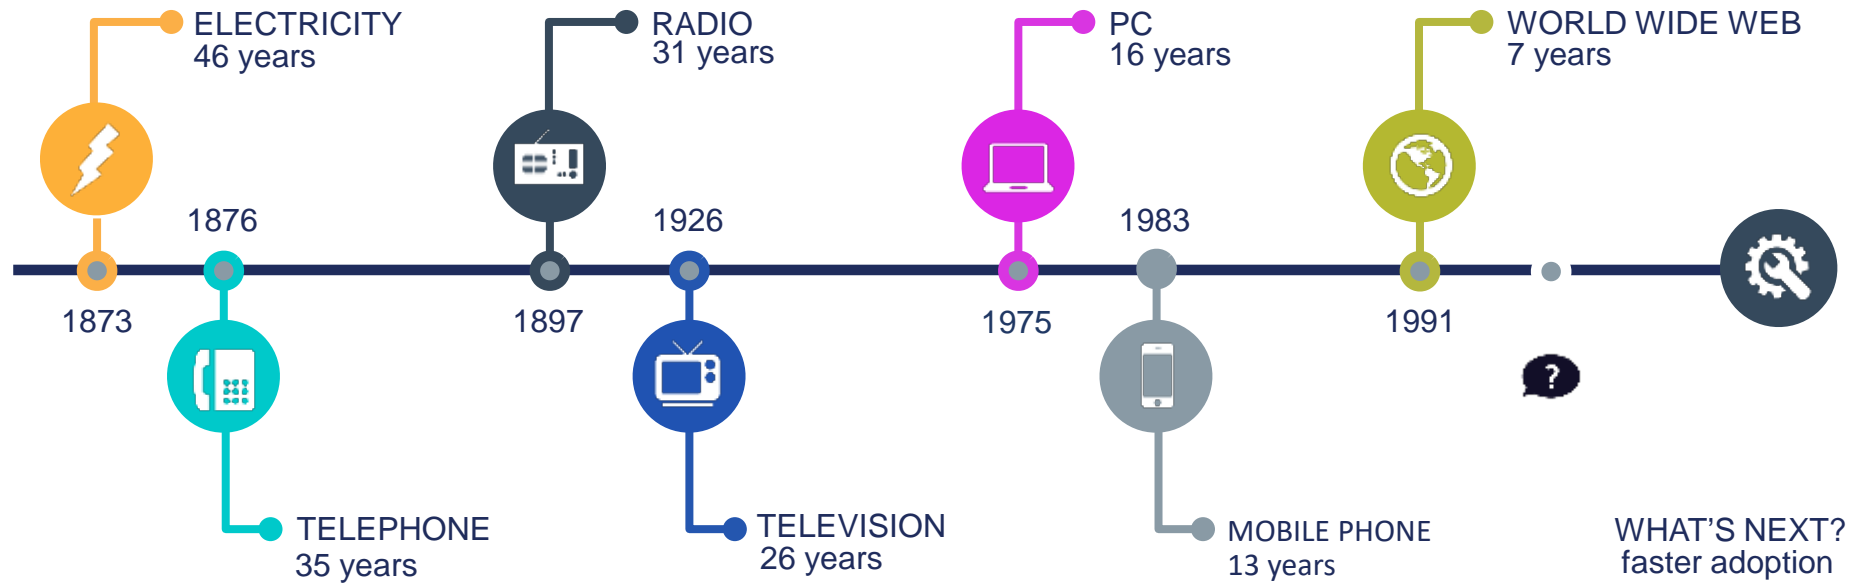 ELECTRICITY
46 years
RADIO
31 years
PC
16 years
WORLD WIDE WEB
7 years
1876
1926
1983
1873
1897
1975
1991
?
TELEPHONE
35 years
TELEVISION
26 years
MOBILE PHONE
13 years
WHAT'S NEXT?
faster adoption